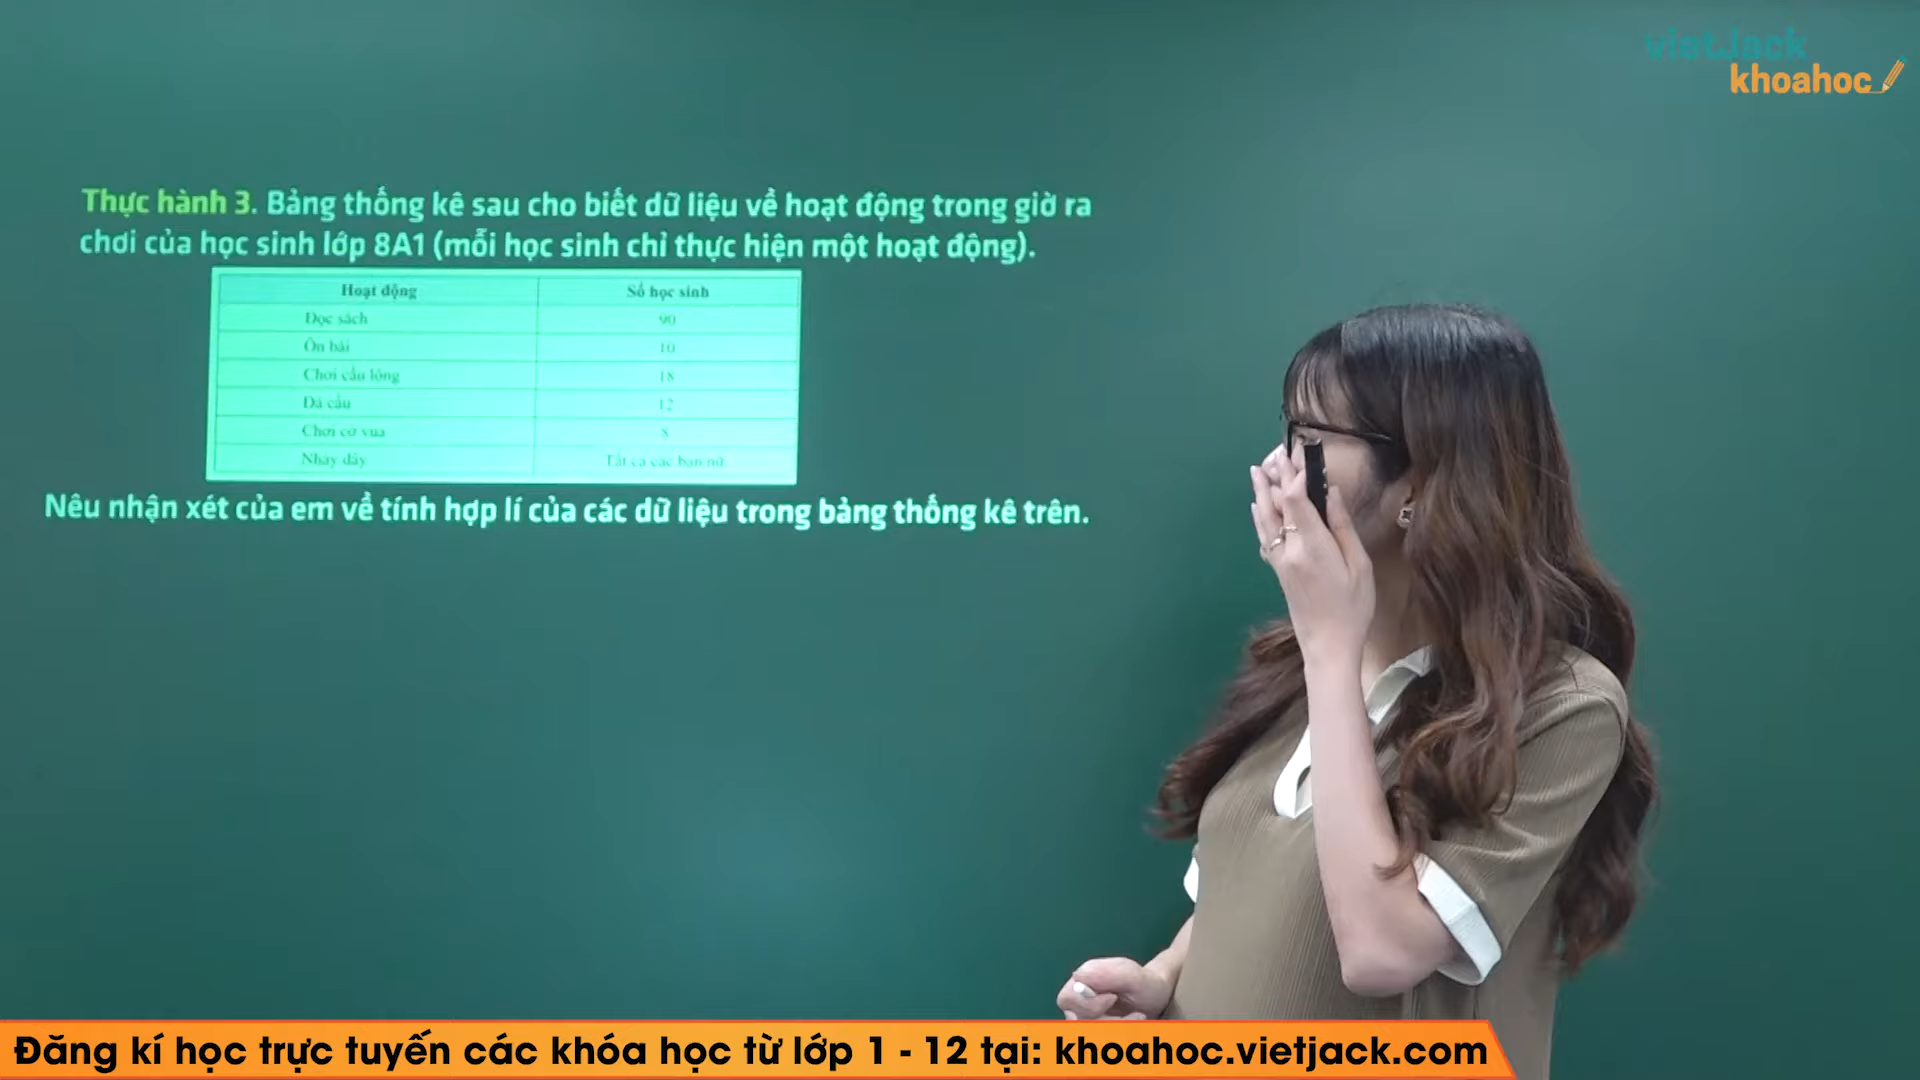 vietJack
khoahoc
Thực hành 3. Bảng thống kê sau cho biết dữ liệu về hoạt động trong giờ ra
chơi của học sinh lớp 8A1 (mỗi học sinh chỉ thực hiện một hoạt động).
Hoạt động Số học sinh
Đọc sách 90
Ôn bài 10
Chơi cầu lông 18
Đá cầu 12
Chơi cờ vua 8
Nhảy dây Tất cả các bạn nữ
Nêu nhận xét của em về tính hợp lí của các dữ liệu trong bảng thống kê trên.
Đăng kí học trực tuyến các khóa học từ lớp 1 - 12 tại: khoahoc.vietjack.com